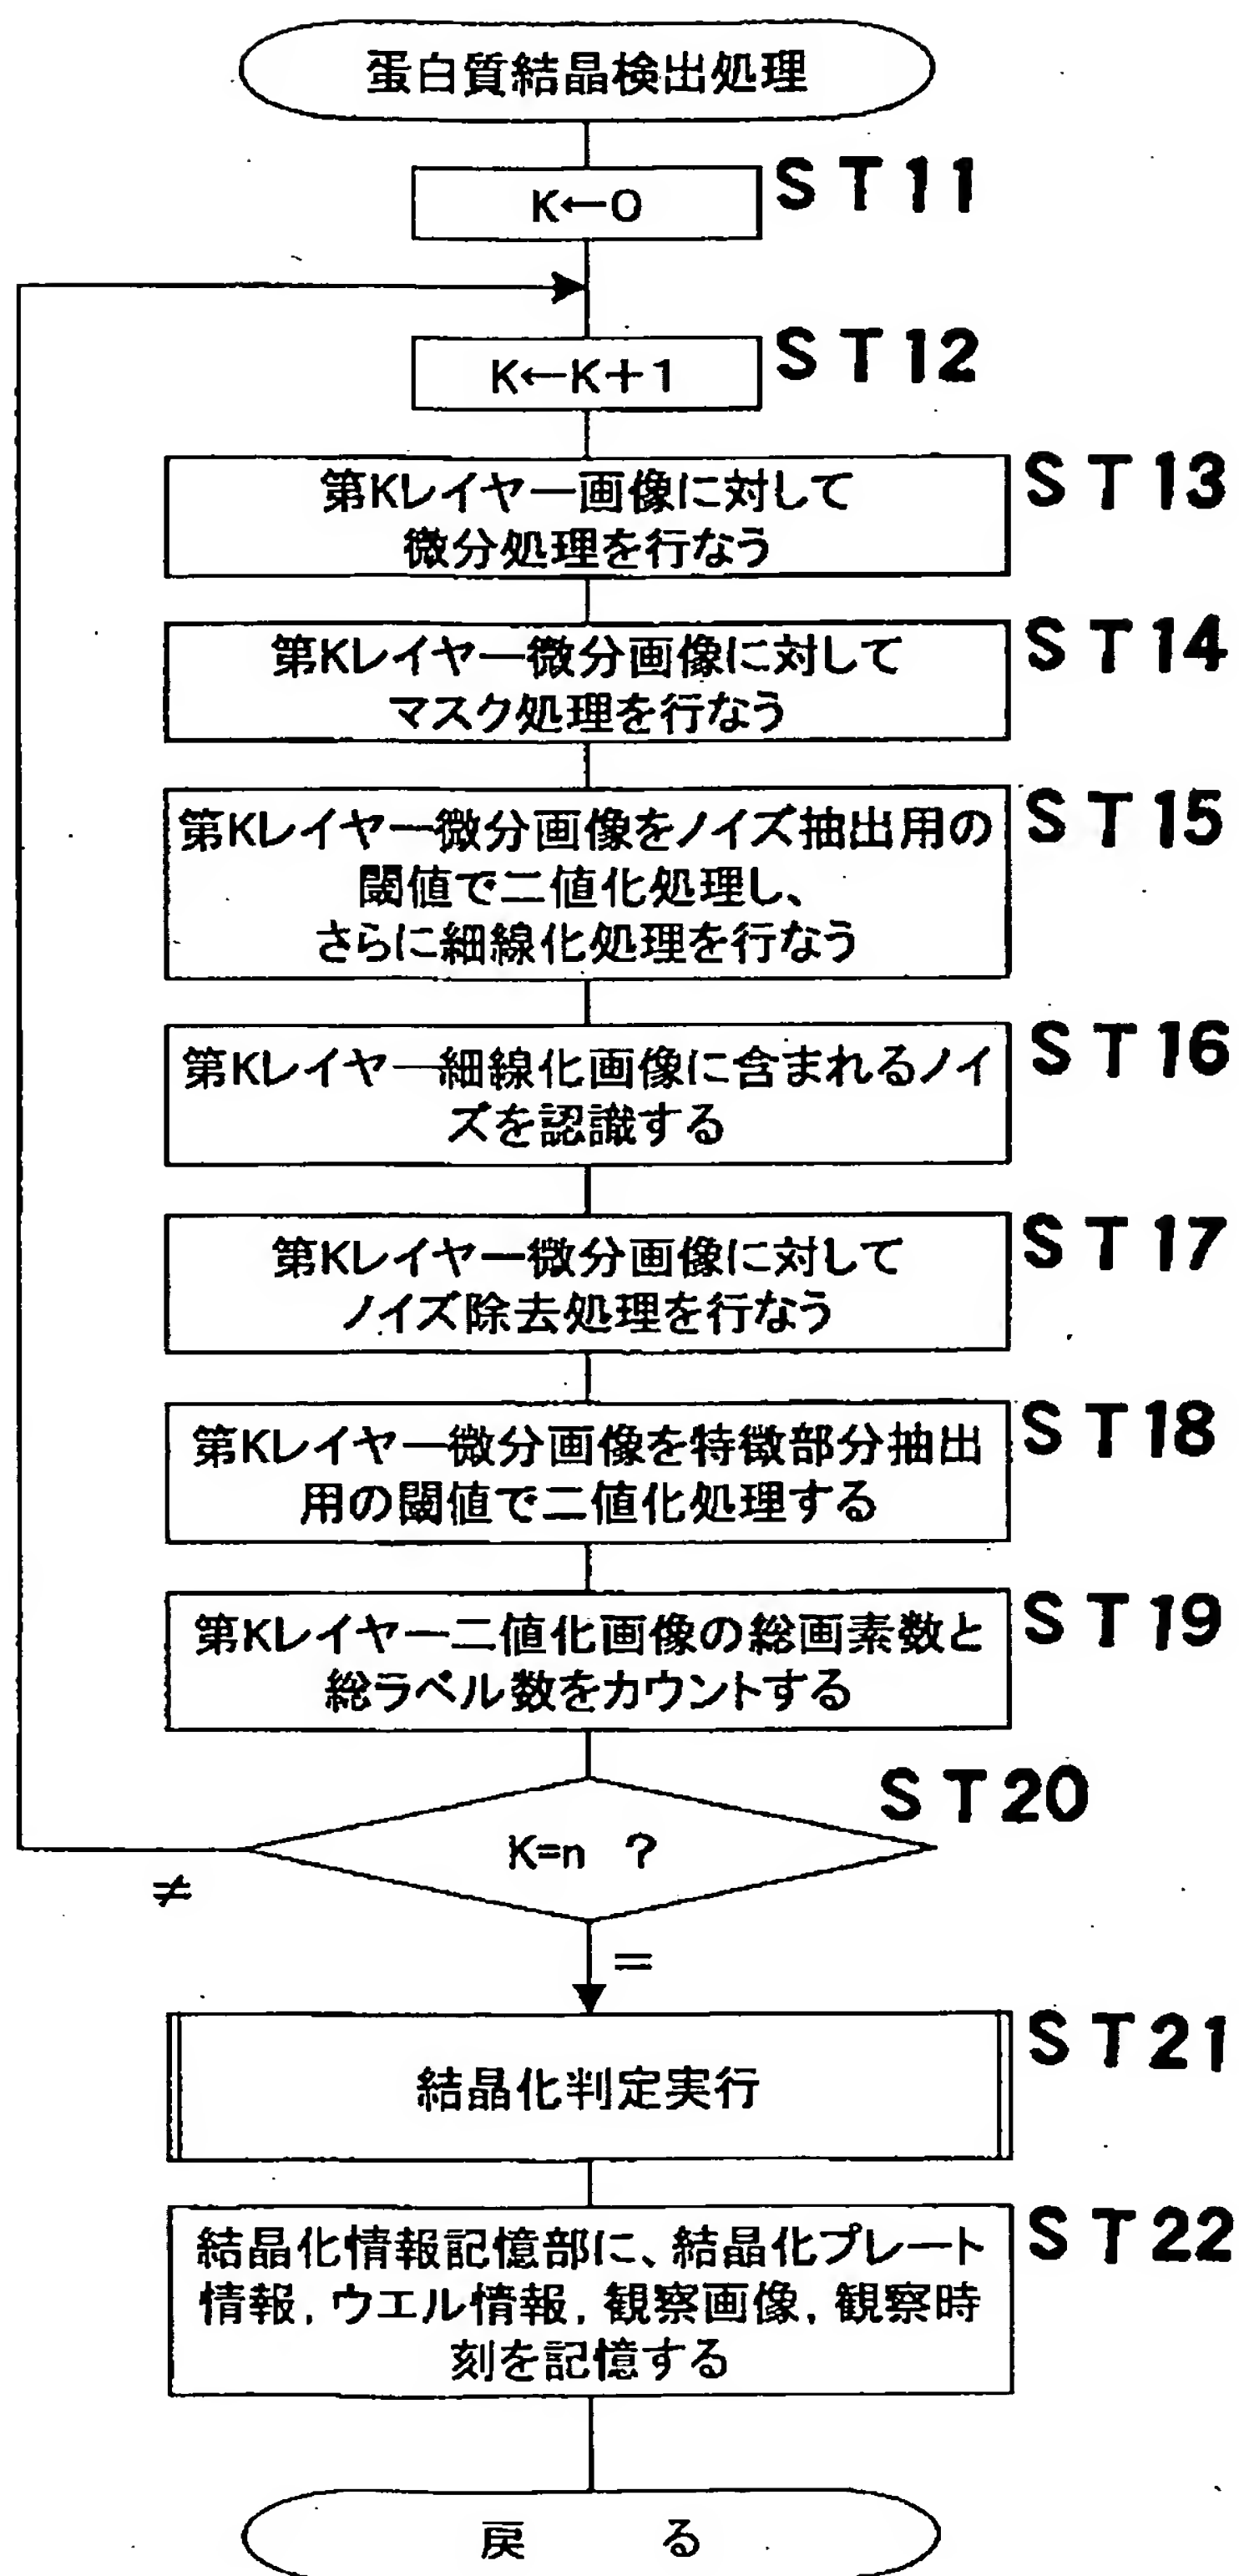 蛋白質結晶検出処理
K←0
ST11
K←K+1
ST12
第Kレイヤー画像に対して
微分処理を行なう
ST13
第Kレイヤー微分画像に対して
マスク処理を行なう
ST14
第Kレイヤー微分画像をノイズ抽出用の
閾値で二値化処理し、
さらに細線化処理を行なう
ST15
第Kレイヤー細線化画像に含まれるノイ
ズを認識する
ST16
第Kレイヤー微分画像に対して
ノイズ除去処理を行なう
ST17
第Kレイヤー微分画像を特徴部分抽出
用の閾値で二値化処理する
ST18
第Kレイヤー二値化画像の総画素数と
総ラベル数をカウントする
ST19
ST20
K=n ?
≠
=
結晶化判定実行
ST21
結晶化情報記憶部に、結晶化プレート
情報,ウエル情報,観察画像,観察時
刻を記憶する
ST22
戻 る